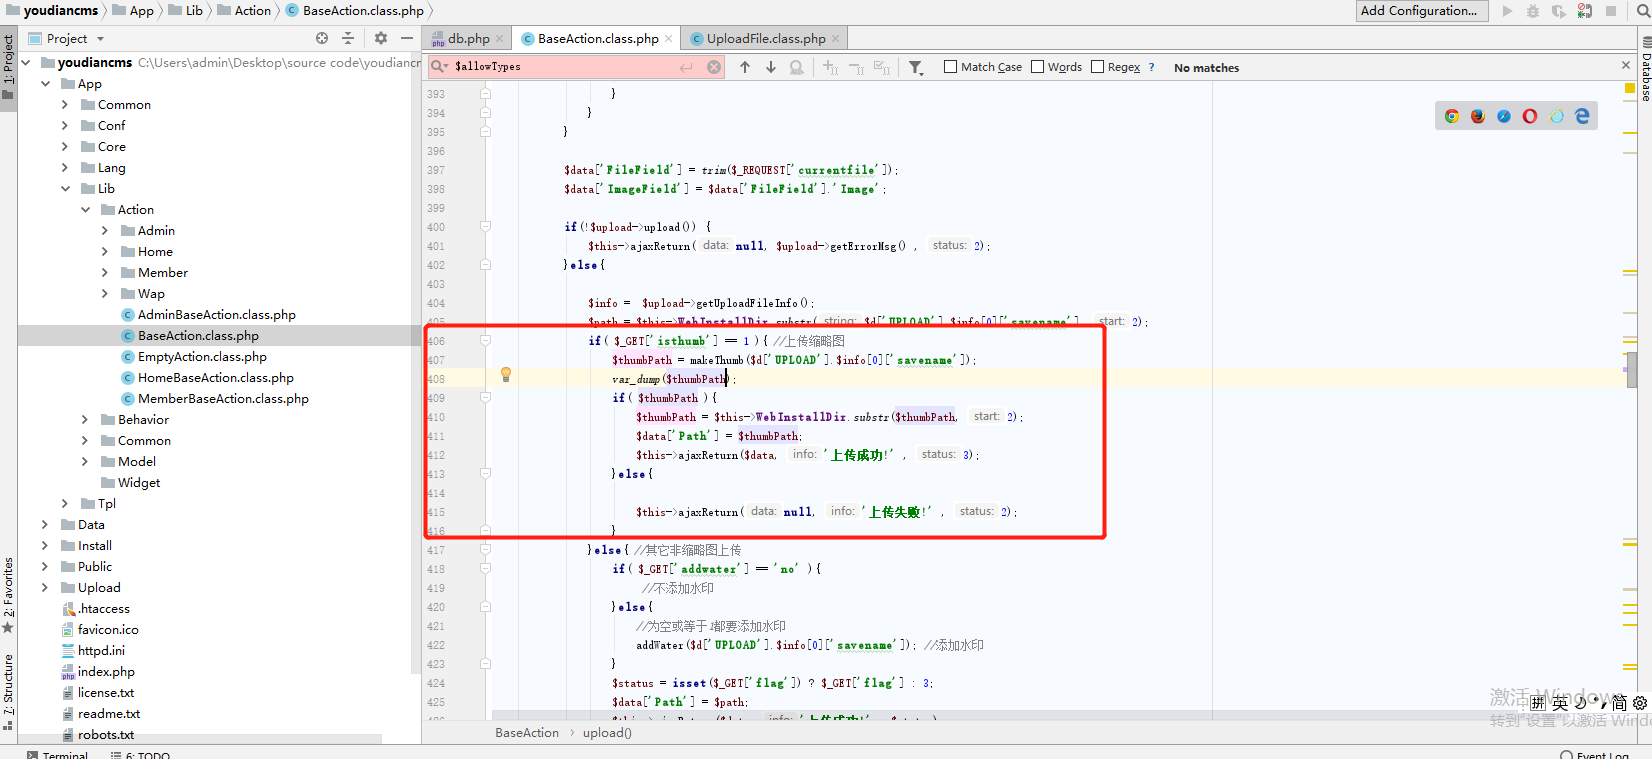 youdiancms App Lib Action BaseAction.class.php Add Configuration...
Project db.php BaseAction.class.php UploadFile.class.php
1: Project
Database
2: Favorites
7: Structure
$allowTypes Match Case Words Regex ? No matches
youdiancms C:\Users\admin\Desktop\source code\youdiancm
App
Common
Conf
Core
Lang
Lib
Action
Admin
Home
Member
Wap
AdminBaseAction.class.php
BaseAction.class.php
EmptyAction.class.php
HomeBaseAction.class.php
MemberBaseAction.class.php
Behavior
Common
Model
Widget
Tpl
Data
Install
Public
Upload
.htaccess
favicon.ico
httpd.ini
index.php
license.txt
readme.txt
robots.txt
393 }
394 }
395 }
396
397 $data['FileField'] = trim($_REQUEST['currentfile']);
398 $data['ImageField'] = $data['FileField'].'Image';
399
400 if(!$upload->upload()) {
401 $this->ajaxReturn( data: null, $upload->getErrorMsg() , status: 2);
402 }else{
403
404 $info = $upload->getUploadFileInfo();
405 $path = $this->WebInstallDir.substr( string: $d['UPLOAD'].$info[0]['savename'], start: 2);
406 if( $_GET['isthumb'] == 1 ){ //上传缩略图
407 $thumbPath = makeThumb($d['UPLOAD'].$info[0]['savename']);
408 var_dump($thumbPath);
409 if( $thumbPath ){
410 $thumbPath = $this->WebInstallDir.substr($thumbPath, start: 2);
411 $data['Path'] = $thumbPath;
412 $this->ajaxReturn($data, info: '上传成功!' , status: 3);
413 }else{
414
415 $this->ajaxReturn( data: null, info: '上传失败!' , status: 2);
416 }
417 }else{ //其它非缩略图上传
418 if( $_GET['addwater'] == 'no' ){
419 //不添加水印
420 }else{
421 //为空或等于1都要添加水印
422 addWater($d['UPLOAD'].$info[0]['savename']); //添加水印
423 }
424 $status = isset($_GET['flag']) ? $_GET['flag'] : 3;
425 $data['Path'] = $path;
激活 Windows
转到"设置"以激活 Wind
拼 英 简
BaseAction upload()
Terminal 6: TODO Event Log